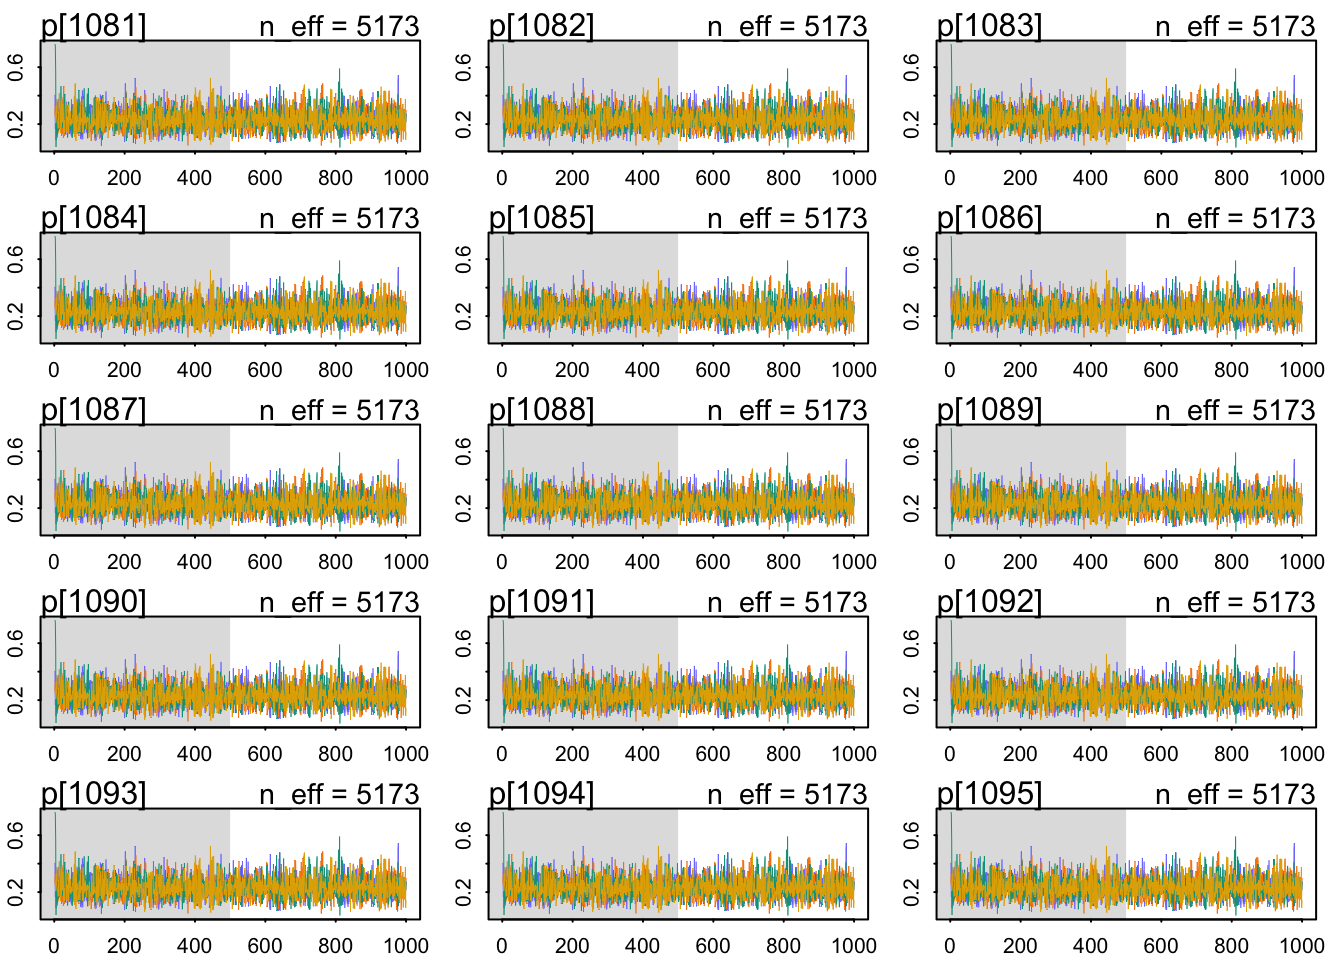 p[1081] n_eff = 5173 p[1082] n_eff = 5173 p[1083] n_eff = 5173
0.2 0.6 0.2 0.6 0.2 0.6
0 200 400 600 800 1000 0 200 400 600 800 1000 0 200 400 600 800 1000
p[1084] n_eff = 5173 p[1085] n_eff = 5173 p[1086] n_eff = 5173
0.2 0.6 0.2 0.6 0.2 0.6
0 200 400 600 800 1000 0 200 400 600 800 1000 0 200 400 600 800 1000
p[1087] n_eff = 5173 p[1088] n_eff = 5173 p[1089] n_eff = 5173
0.2 0.6 0.2 0.6 0.2 0.6
0 200 400 600 800 1000 0 200 400 600 800 1000 0 200 400 600 800 1000
p[1090] n_eff = 5173 p[1091] n_eff = 5173 p[1092] n_eff = 5173
0.2 0.6 0.2 0.6 0.2 0.6
0 200 400 600 800 1000 0 200 400 600 800 1000 0 200 400 600 800 1000
p[1093] n_eff = 5173 p[1094] n_eff = 5173 p[1095] n_eff = 5173
0.2 0.6 0.2 0.6 0.2 0.6
0 200 400 600 800 1000 0 200 400 600 800 1000 0 200 400 600 800 1000